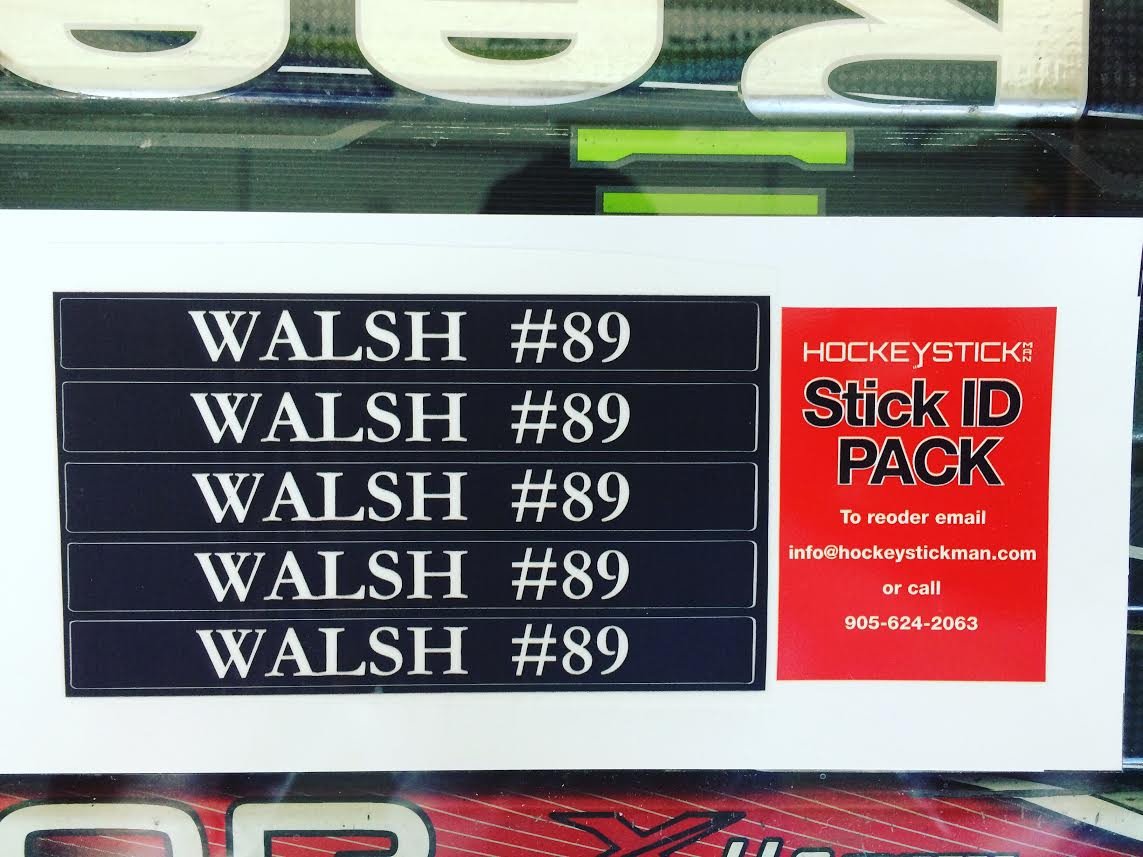 WALSH #89
WALSH #89
WALSH #89
WALSH #89
WALSH #89
HOCKEYSTICK MAN
Stick ID
PACK
To reoder email
info@hockeystickman.com
or call
905-624-2063